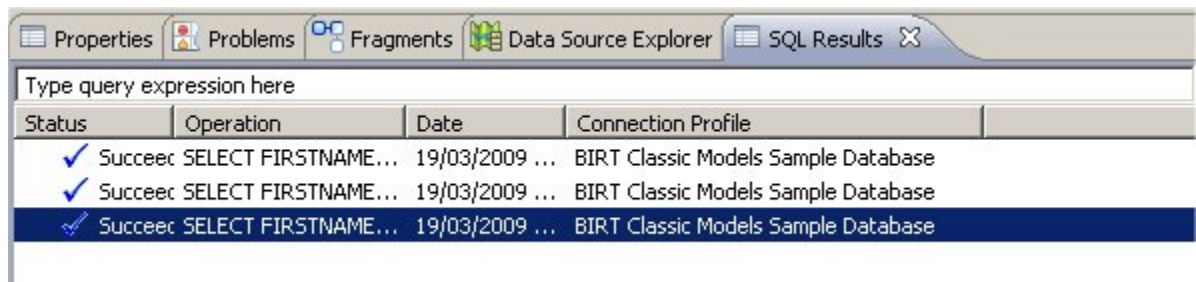 Properties Problems Fragments Data Source Explorer SQL Results
Type query expression here
Status Operation Date Connection Profile
Succeec SELECT FIRSTNAME... 19/03/2009 ... BIRT Classic Models Sample Database
Succeec SELECT FIRSTNAME... 19/03/2009 ... BIRT Classic Models Sample Database
Succeec SELECT FIRSTNAME... 19/03/2009 ... BIRT Classic Models Sample Database